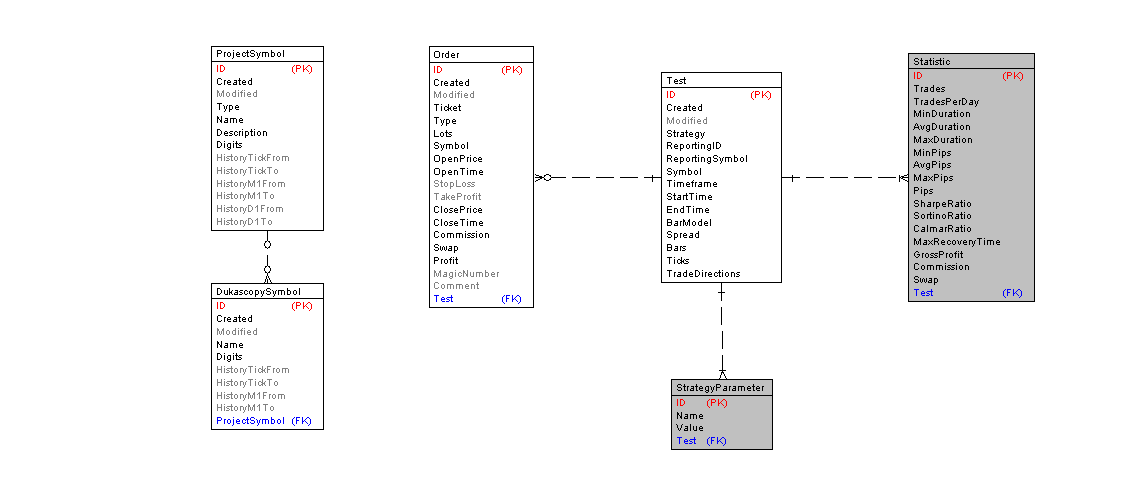 ProjectSymbol
ID (PK)
Created
Modified
Type
Name
Description
Digits
HistoryTickFrom
HistoryTickTo
HistoryM1From
HistoryM1To
HistoryD1From
HistoryD1To
DukascopySymbol
ID (PK)
Created
Modified
Name
Digits
HistoryTickFrom
HistoryTickTo
HistoryM1From
HistoryM1To
ProjectSymbol (FK)
Order
ID (PK)
Created
Modified
Ticket
Type
Lots
Symbol
OpenPrice
OpenTime
StopLoss
TakeProfit
ClosePrice
CloseTime
Commission
Swap
Profit
MagicNumber
Comment
Test (FK)
Test
ID (PK)
Created
Modified
Strategy
ReportingID
ReportingSymbol
Symbol
Timeframe
StartTime
EndTime
BarModel
Spread
Bars
Ticks
TradeDirections
StrategyParameter
ID (PK)
Name
Value
Test (FK)
Statistic
ID (PK)
Trades
TradesPerDay
MinDuration
AvgDuration
MaxDuration
MinPips
AvgPips
MaxPips
Pips
SharpeRatio
SortinoRatio
CalmarRatio
MaxRecoveryTime
GrossProfit
Commission
Swap
Test (FK)